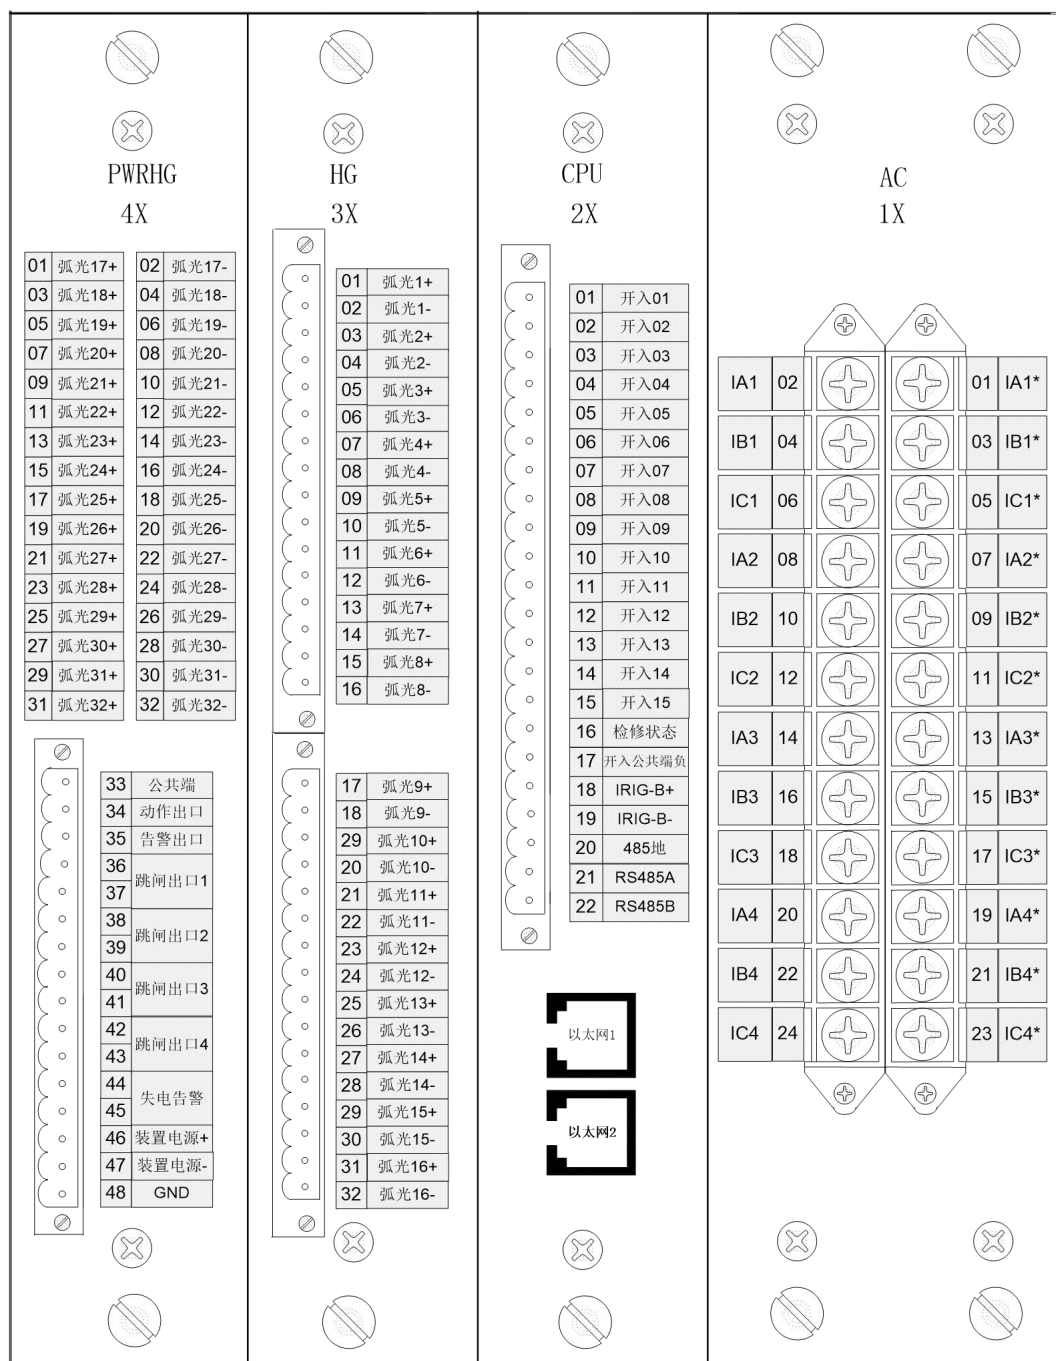 PWRHG
4X
01 弧光17+ 02 弧光17-
03 弧光18+ 04 弧光18-
05 弧光19+ 06 弧光19-
07 弧光20+ 08 弧光20-
09 弧光21+ 10 弧光21-
11 弧光22+ 12 弧光22-
13 弧光23+ 14 弧光23-
15 弧光24+ 16 弧光24-
17 弧光25+ 18 弧光25-
19 弧光26+ 20 弧光26-
21 弧光27+ 22 弧光27-
23 弧光28+ 24 弧光28-
25 弧光29+ 26 弧光29-
27 弧光30+ 28 弧光30-
29 弧光31+ 30 弧光31-
31 弧光32+ 32 弧光32-
33 公共端
34 动作出口
35 告警出口
36
跳闸出口1
37
38
跳闸出口2
39
40
跳闸出口3
41
42
跳闸出口4
43
44
失电告警
45
46 装置电源+
47 装置电源-
48 GND
HG
3X
01 弧光1+
02 弧光1-
03 弧光2+
04 弧光2-
05 弧光3+
06 弧光3-
07 弧光4+
08 弧光4-
09 弧光5+
10 弧光5-
11 弧光6+
12 弧光6-
13 弧光7+
14 弧光7-
15 弧光8+
16 弧光8-
17 弧光9+
18 弧光9-
29 弧光10+
20 弧光10-
21 弧光11+
22 弧光11-
23 弧光12+
24 弧光12-
25 弧光13+
26 弧光13-
27 弧光14+
28 弧光14-
29 弧光15+
30 弧光15-
31 弧光16+
32 弧光16-
CPU
2X
01 开入01
02 开入02
03 开入03
04 开入04
05 开入05
06 开入06
07 开入07
08 开入08
09 开入09
10 开入10
11 开入11
12 开入12
13 开入13
14 开入14
15 开入15
16 检修状态
17 开入公共端负
18 IRIG-B+
19 IRIG-B-
20 485地
21 RS485A
22 RS485B
以太网1
以太网2
AC
1X
IA1 02 01 IA1*
IB1 04 03 IB1*
IC1 06 05 IC1*
IA2 08 07 IA2*
IB2 10 09 IB2*
IC2 12 11 IC2*
IA3 14 13 IA3*
IB3 16 15 IB3*
IC3 18 17 IC3*
IA4 20 19 IA4*
IB4 22 21 IB4*
IC4 24 23 IC4*